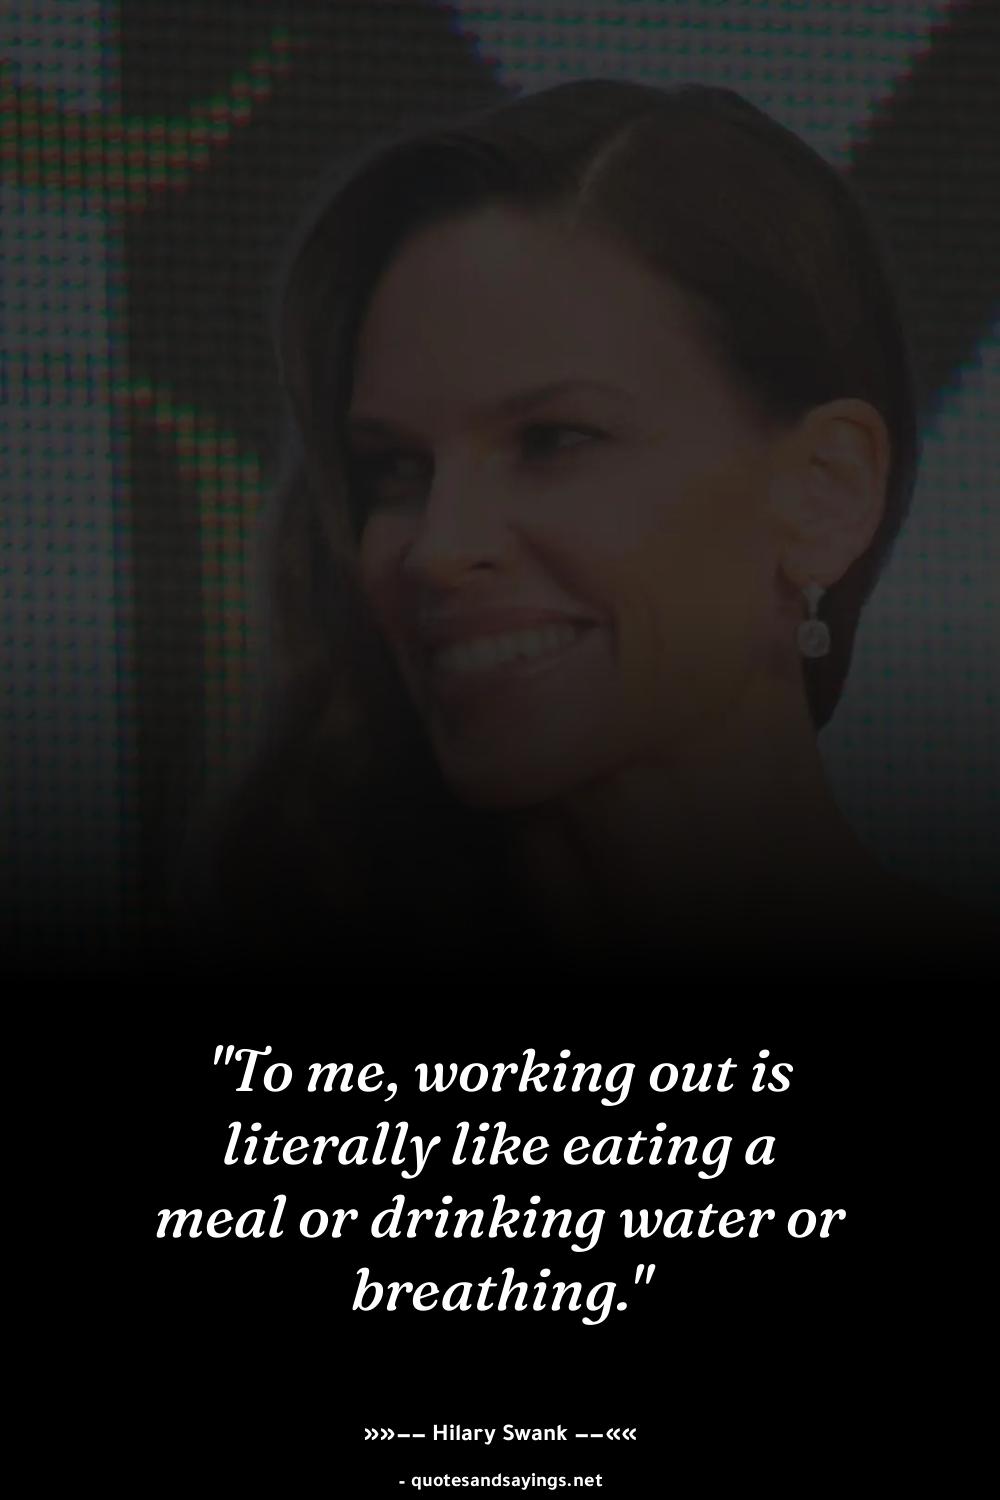 "To me, working out is
literally like eating a
meal or drinking water or
breathing."
»»−− Hilary Swank −−««
- quotesandsayings.net